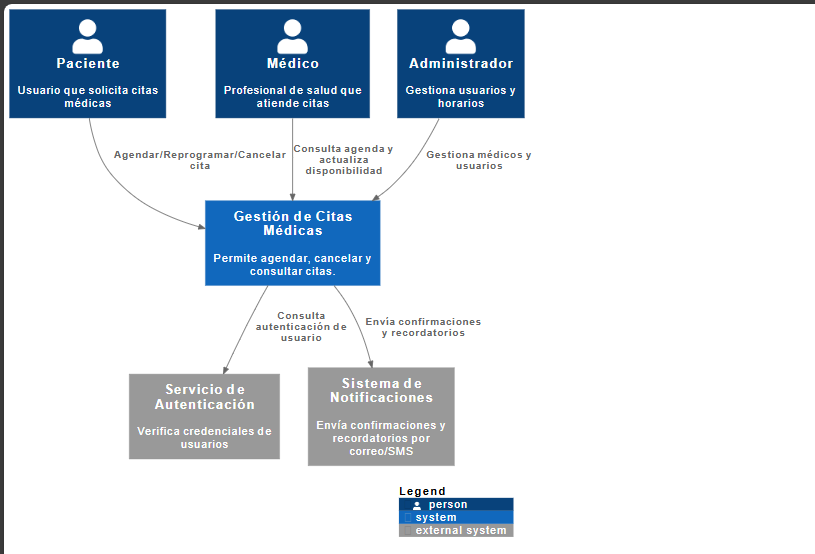 Paciente
Usuario que solicita citas
médicas
Médico
Profesional de salud que
atiende citas
Administrador
Gestiona usuarios y
horarios
Agendar/Reprogramar/Cancelar
cita
Consulta agenda y
actualiza
disponibilidad
Gestiona médicos y
usuarios
Gestión de Citas
Médicas
Permite agendar, cancelar y
consultar citas.
Consulta
autenticación de
usuario
Envía confirmaciones
y recordatorios
Servicio de
Autenticación
Verifica credenciales de
usuarios
Sistema de
Notificaciones
Envía confirmaciones y
recordatorios por
correo/SMS
Legend
person
system
external system